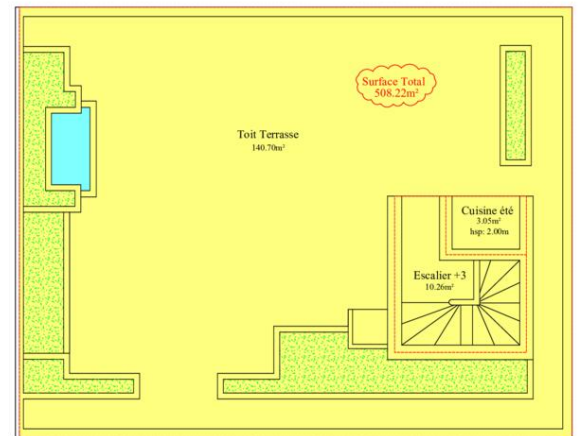 Surface Total
508.22m²
Toit Terrasse
140.70m²
Cuisine été
3.05m²
hsp: 2.00m
Escalier +3
10.26m²